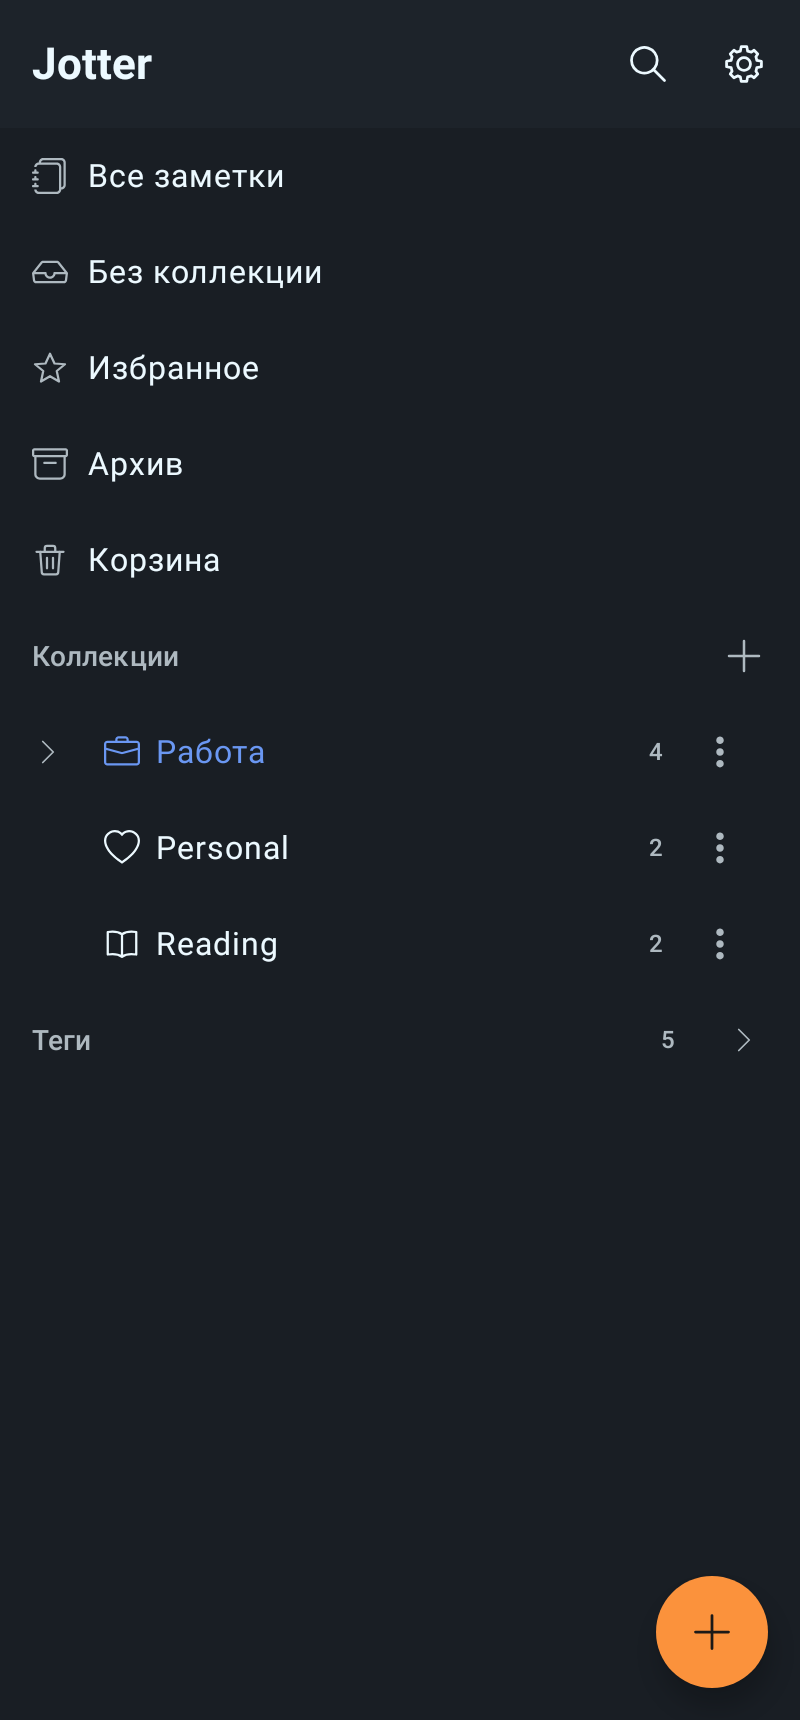 Jotter
Все заметки
Без коллекции
Избранное
Архив
Корзина
Коллекции
Работа 4
Personal 2
Reading 2
Теги 5